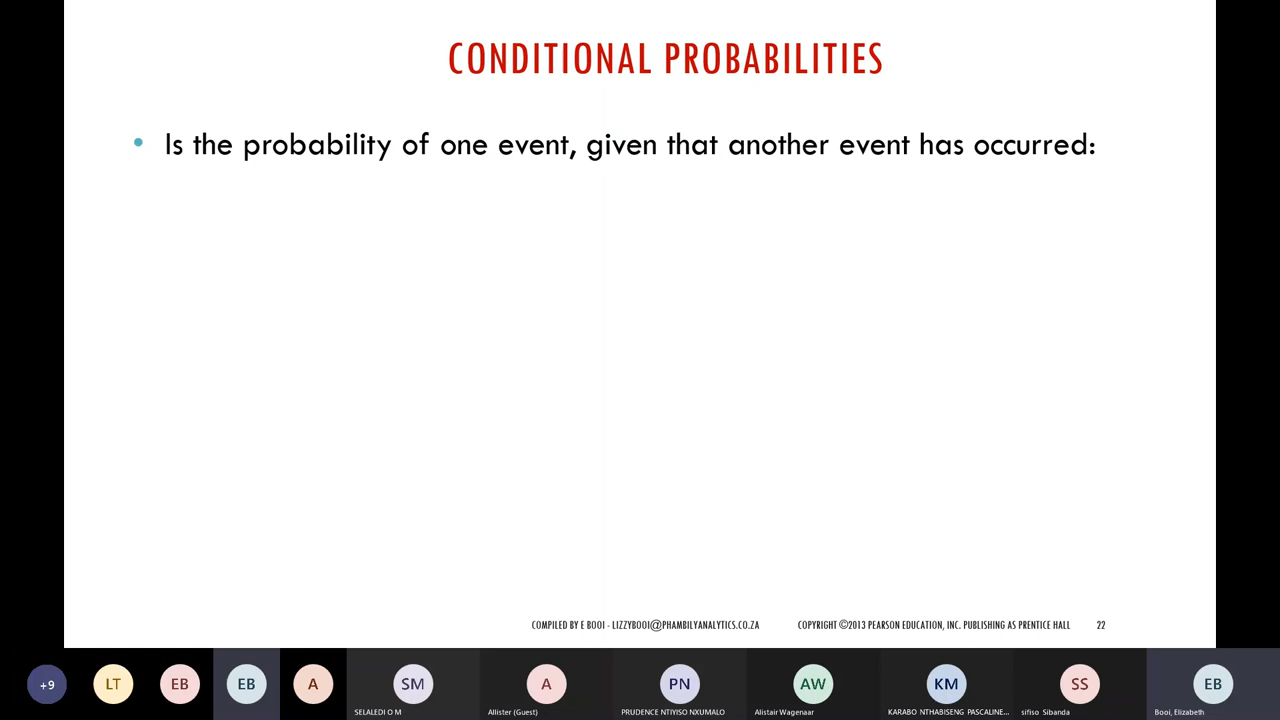 CONDITIONAL PROBABILITIES
• Is the probability of one event, given that another event has occurred:
COMPILED BY E BOOI - LIZZYBOOI@PHAMBILYANALYTICS.CO.ZA COPYRIGHT ©2013 PEARSON EDUCATION, INC. PUBLISHING AS PRENTICE HALL 22
+9 LT EB EB A SM A PN AW KM SS EB
SELALEDI O M Allister (Guest) PRUDENCE NTIYISO NXUMALO Alistair Wagenaar KARABO NTHABISENG PASCALINE... sifiso Sibanda Booi, Elizabeth